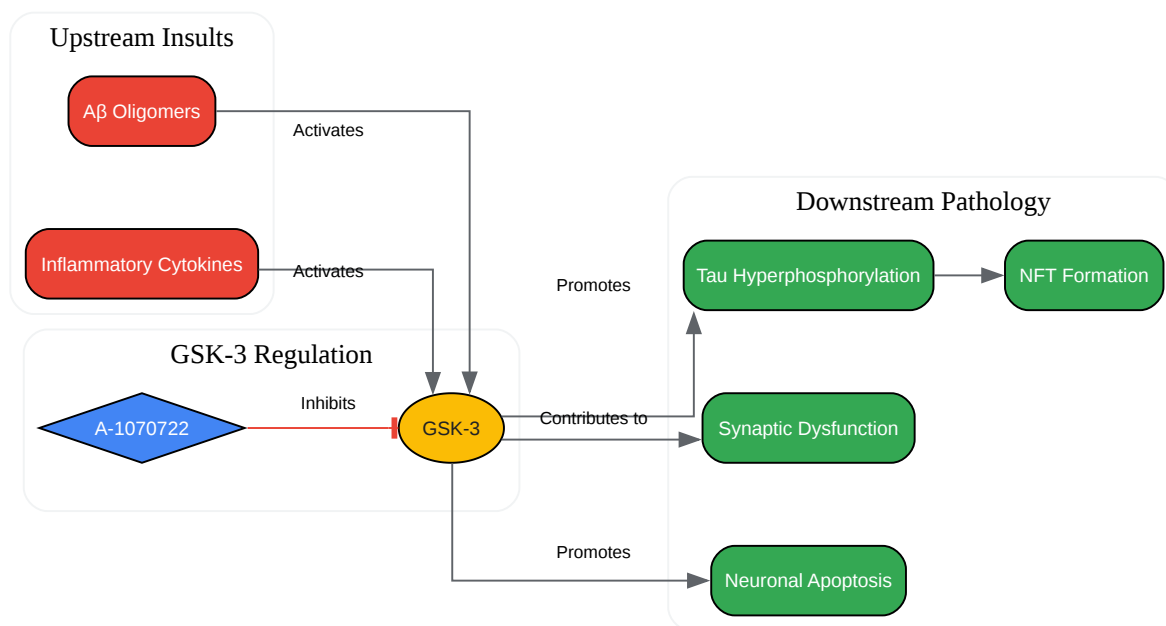 Upstream Insults
Aβ Oligomers
Activates
Inflammatory Cytokines
Activates
GSK-3 Regulation
A-1070722
Inhibits
GSK-3
Downstream Pathology
Promotes
Tau Hyperphosphorylation
NFT Formation
Contributes to
Synaptic Dysfunction
Promotes
Neuronal Apoptosis